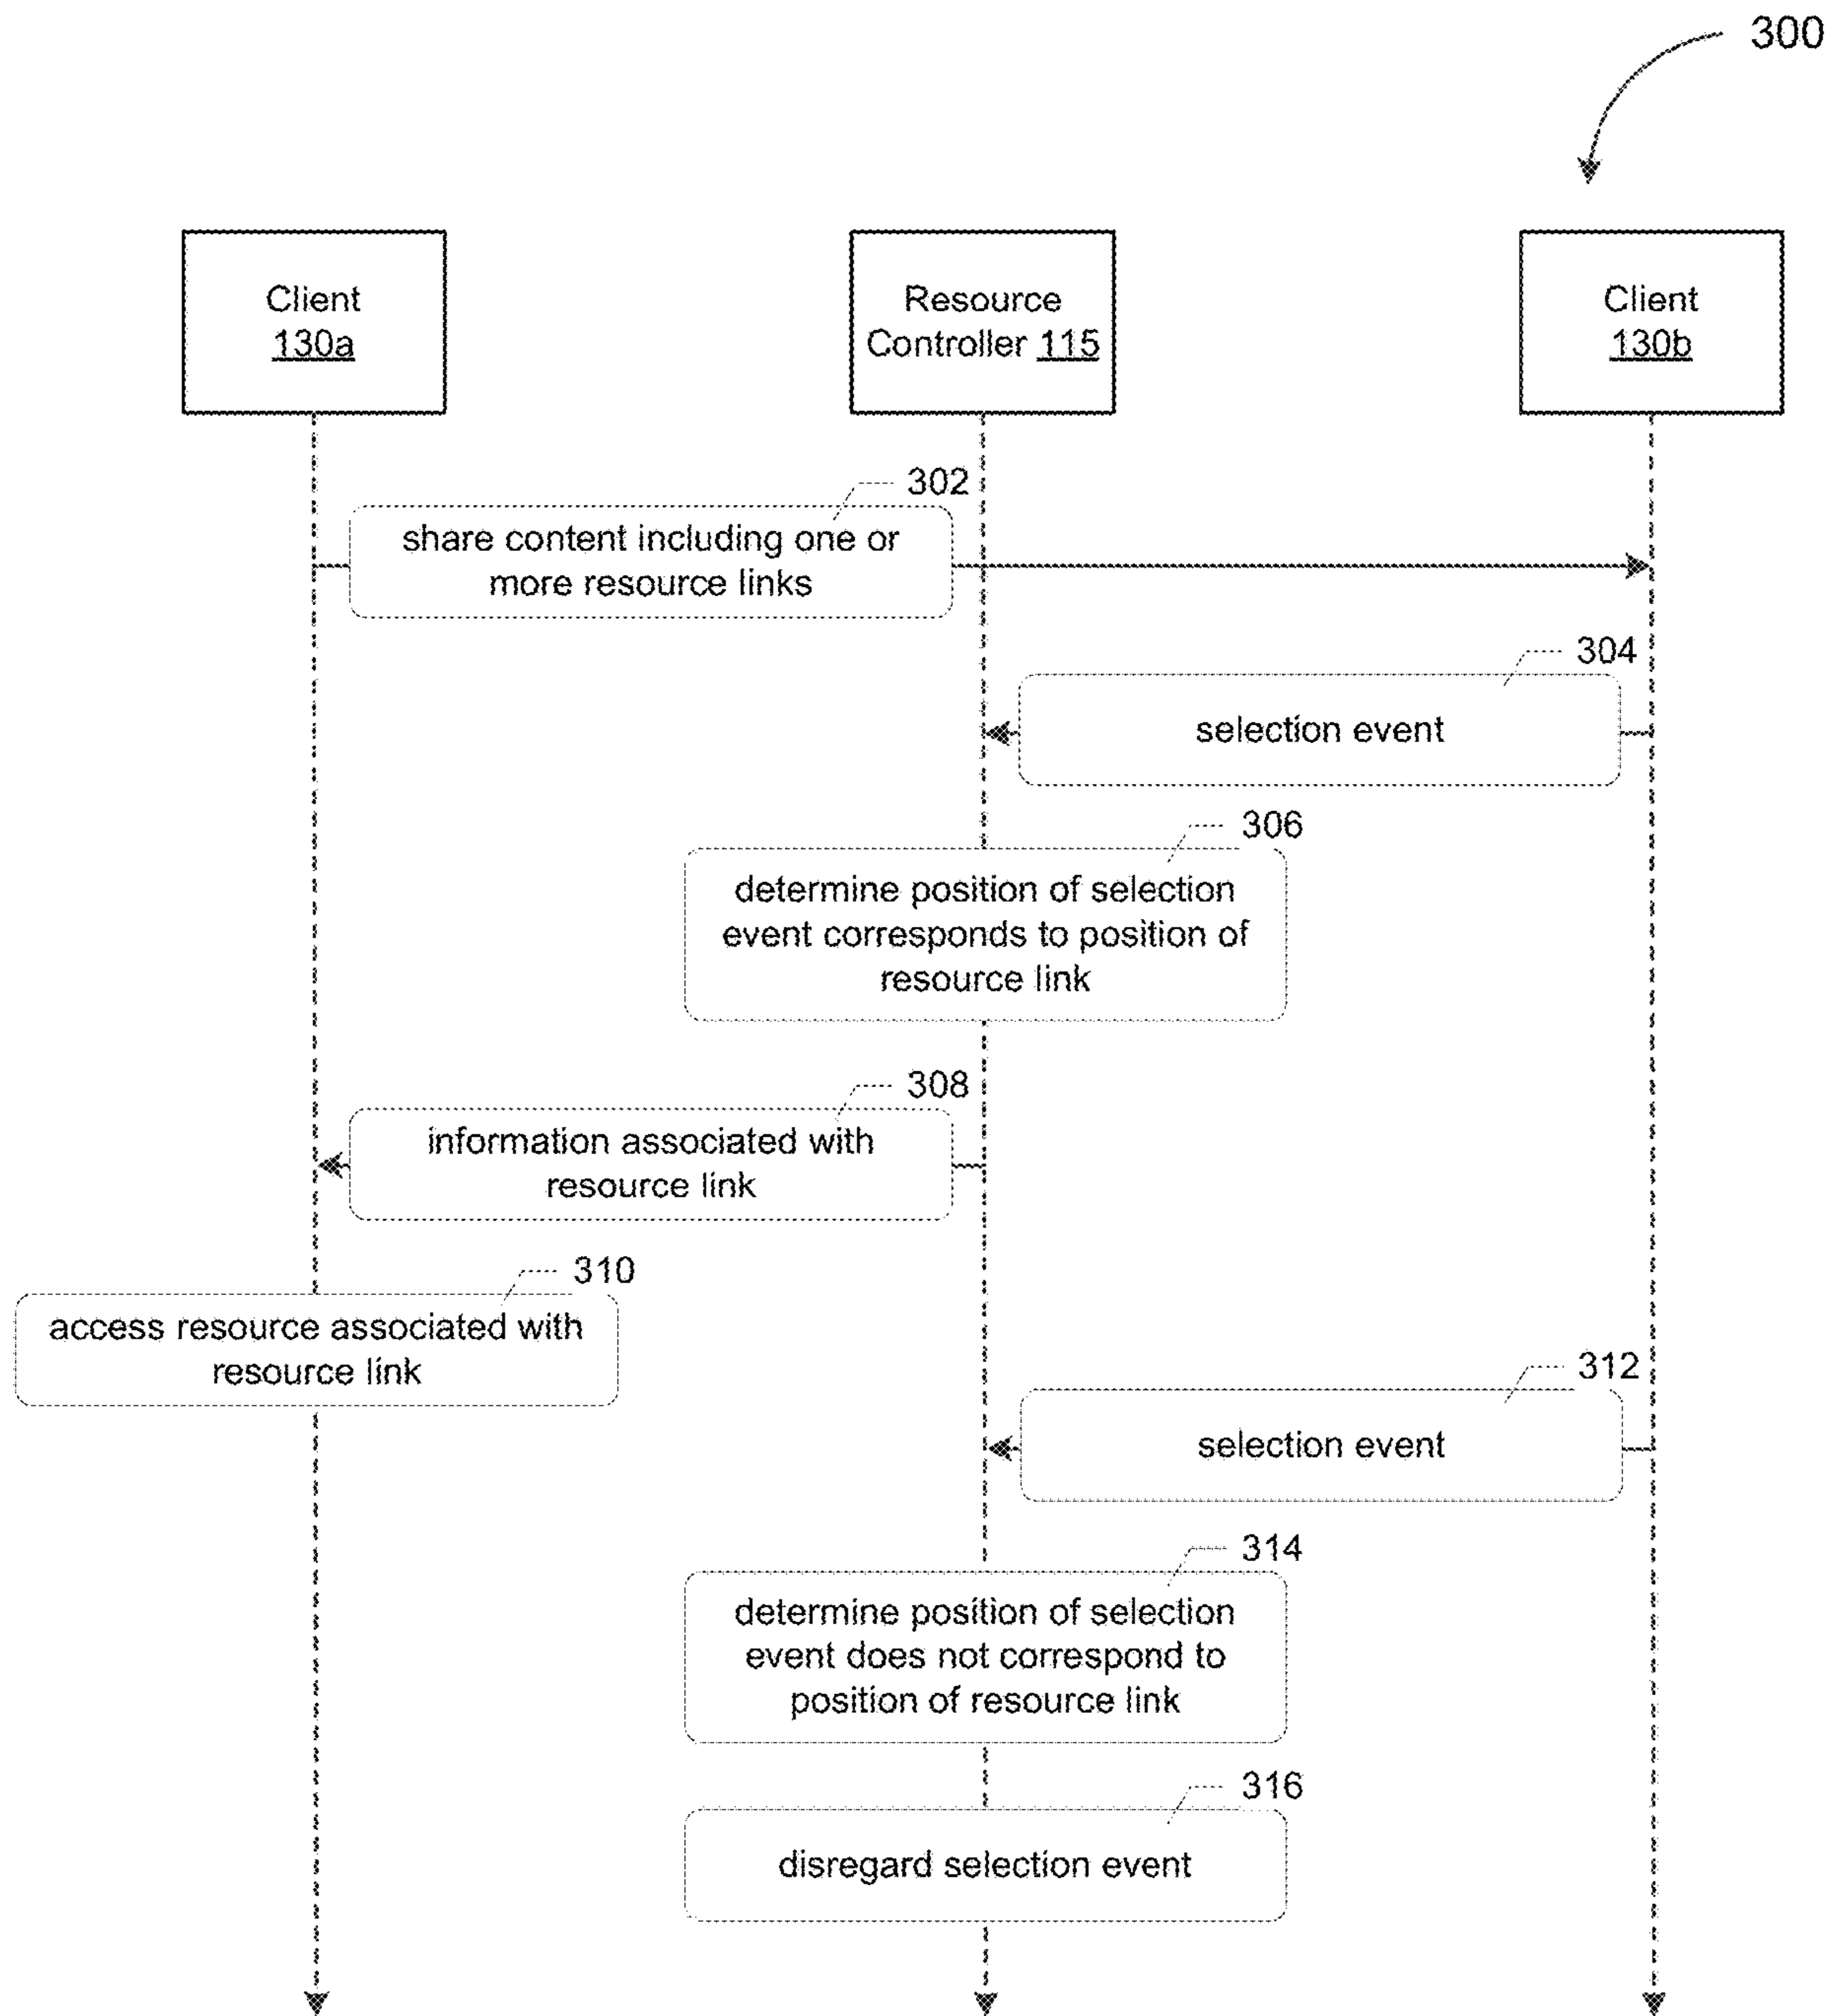 300
Client
130a
Resource
Controller 115
Client
130b
302
share content including one or
more resource links
304
selection event
306
determine position of selection
event corresponds to position of
resource link
308
information associated with
resource link
310
access resource associated with
resource link
312
selection event
314
determine position of selection
event does not correspond to
position of resource link
316
disregard selection event